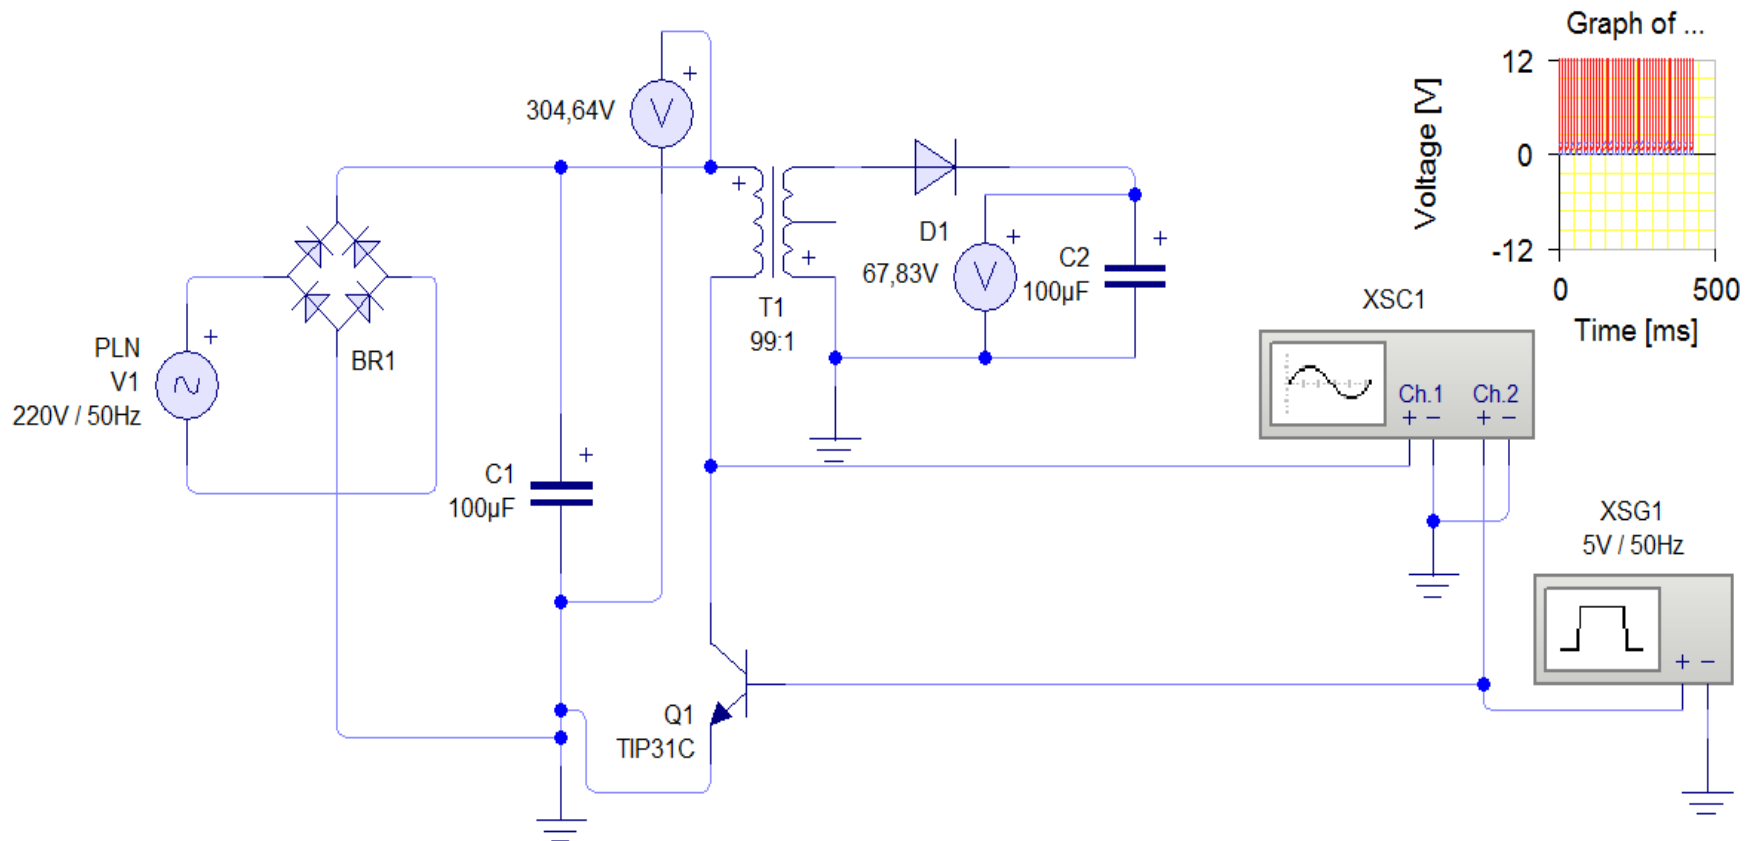 Graph of ...
12
0
-12
Voltage [V]
0
500
Time [ms]
304,64V
+
+
+
T1
99:1
D1
67,83V
+
C2
100µF
+
XSC1
Ch.1
Ch.2
+ −
+ −
PLN
V1
220V / 50Hz
+
BR1
C1
100µF
+
XSG1
5V / 50Hz
+ −
Q1
TIP31C